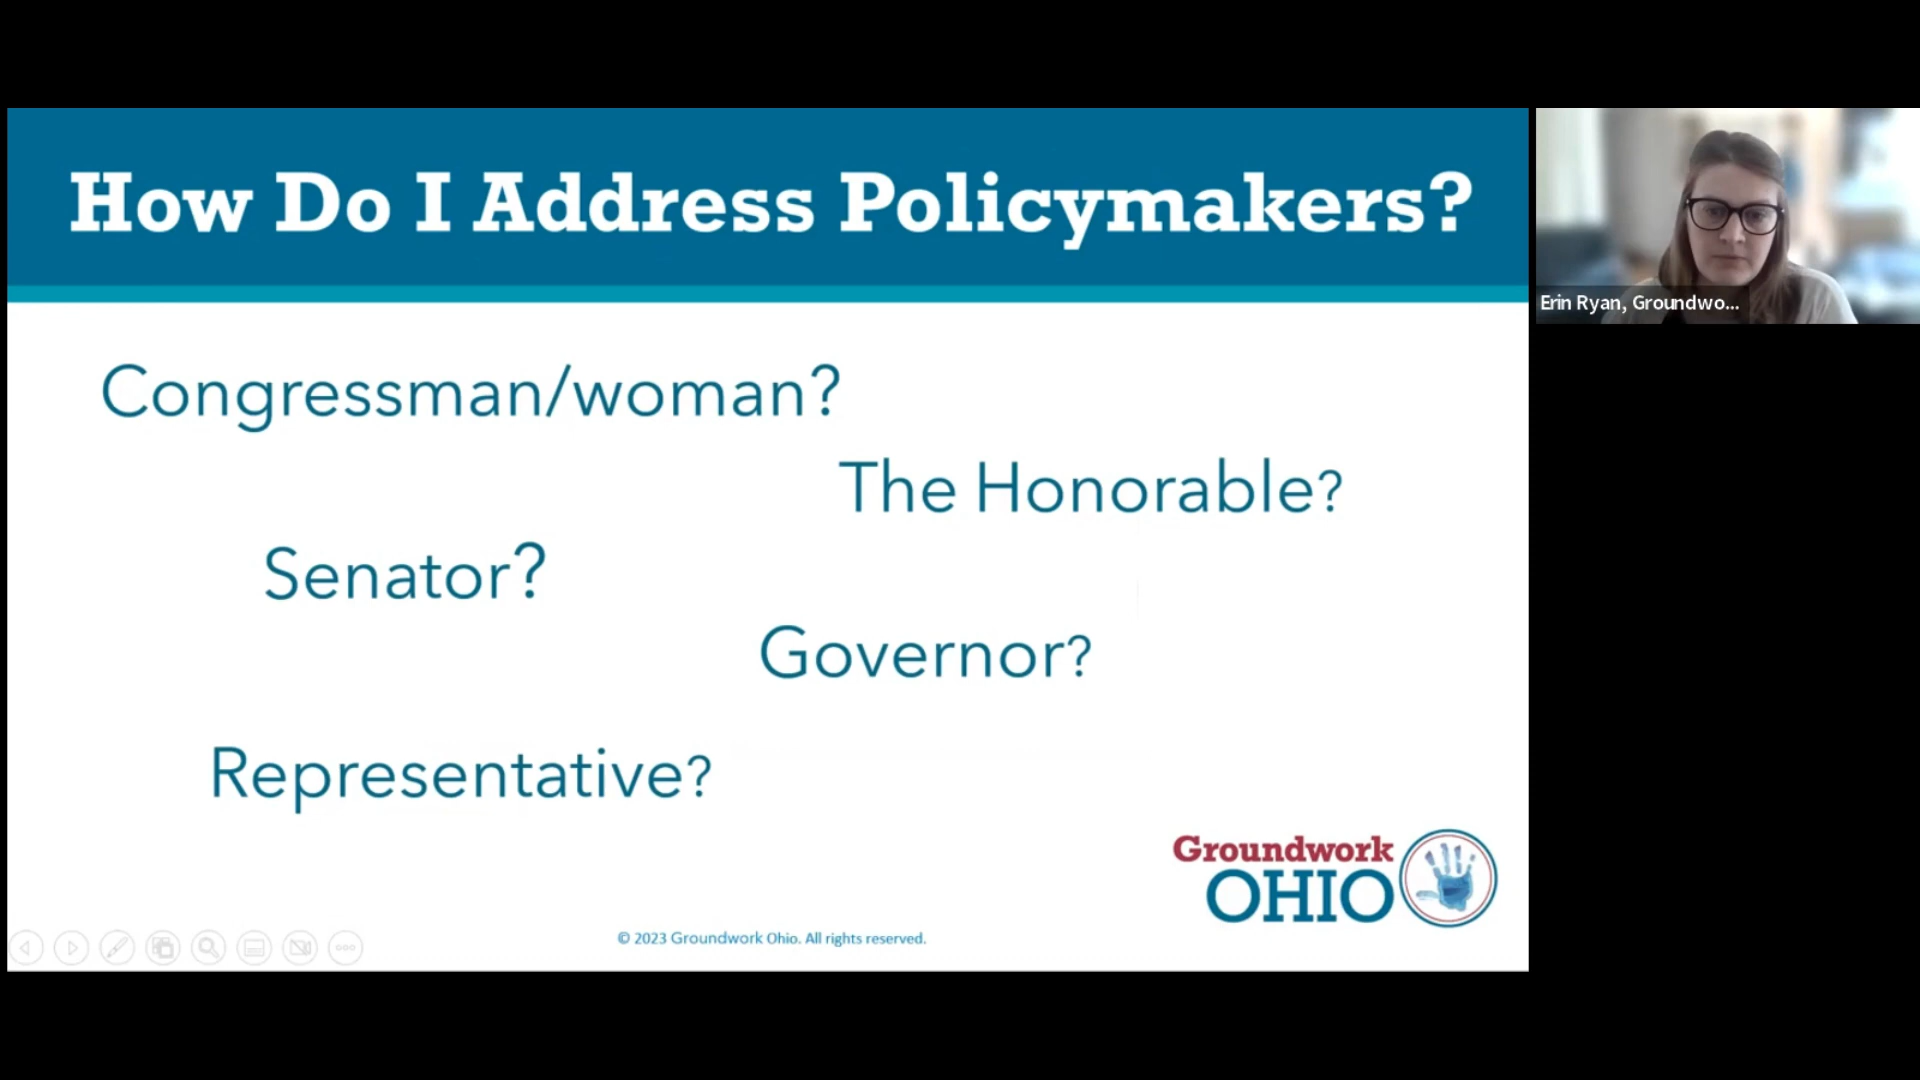 How Do I Address Policymakers?
Erin Ryan, Groundwo...
Congressman/woman?
The Honorable?
Senator?
Governor?
Representative?
Groundwork
OHIO
© 2023 Groundwork Ohio. All rights reserved.